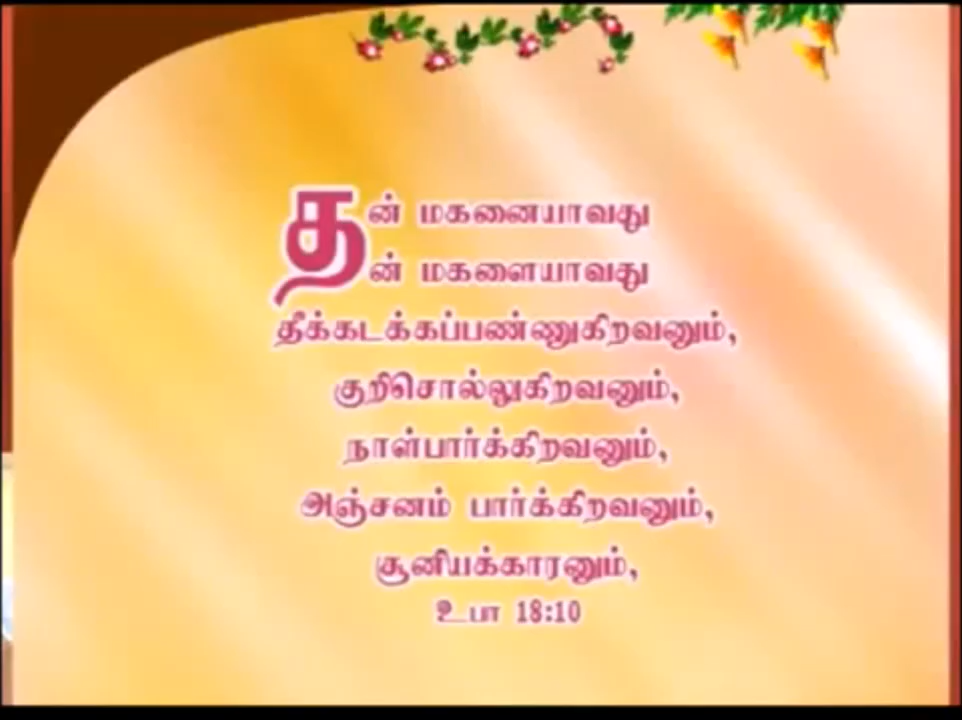 தன் மகனையாவது
தன் மகளையாவது
தீக்கடக்கப்பண்ணுகிறவனும்,
குறிசொல்லுகிறவனும்,
நாள்பார்க்கிறவனும்,
அஞ்சனம் பார்க்கிறவனும்,
சூனியக்காரனும்,
உபா 18:10